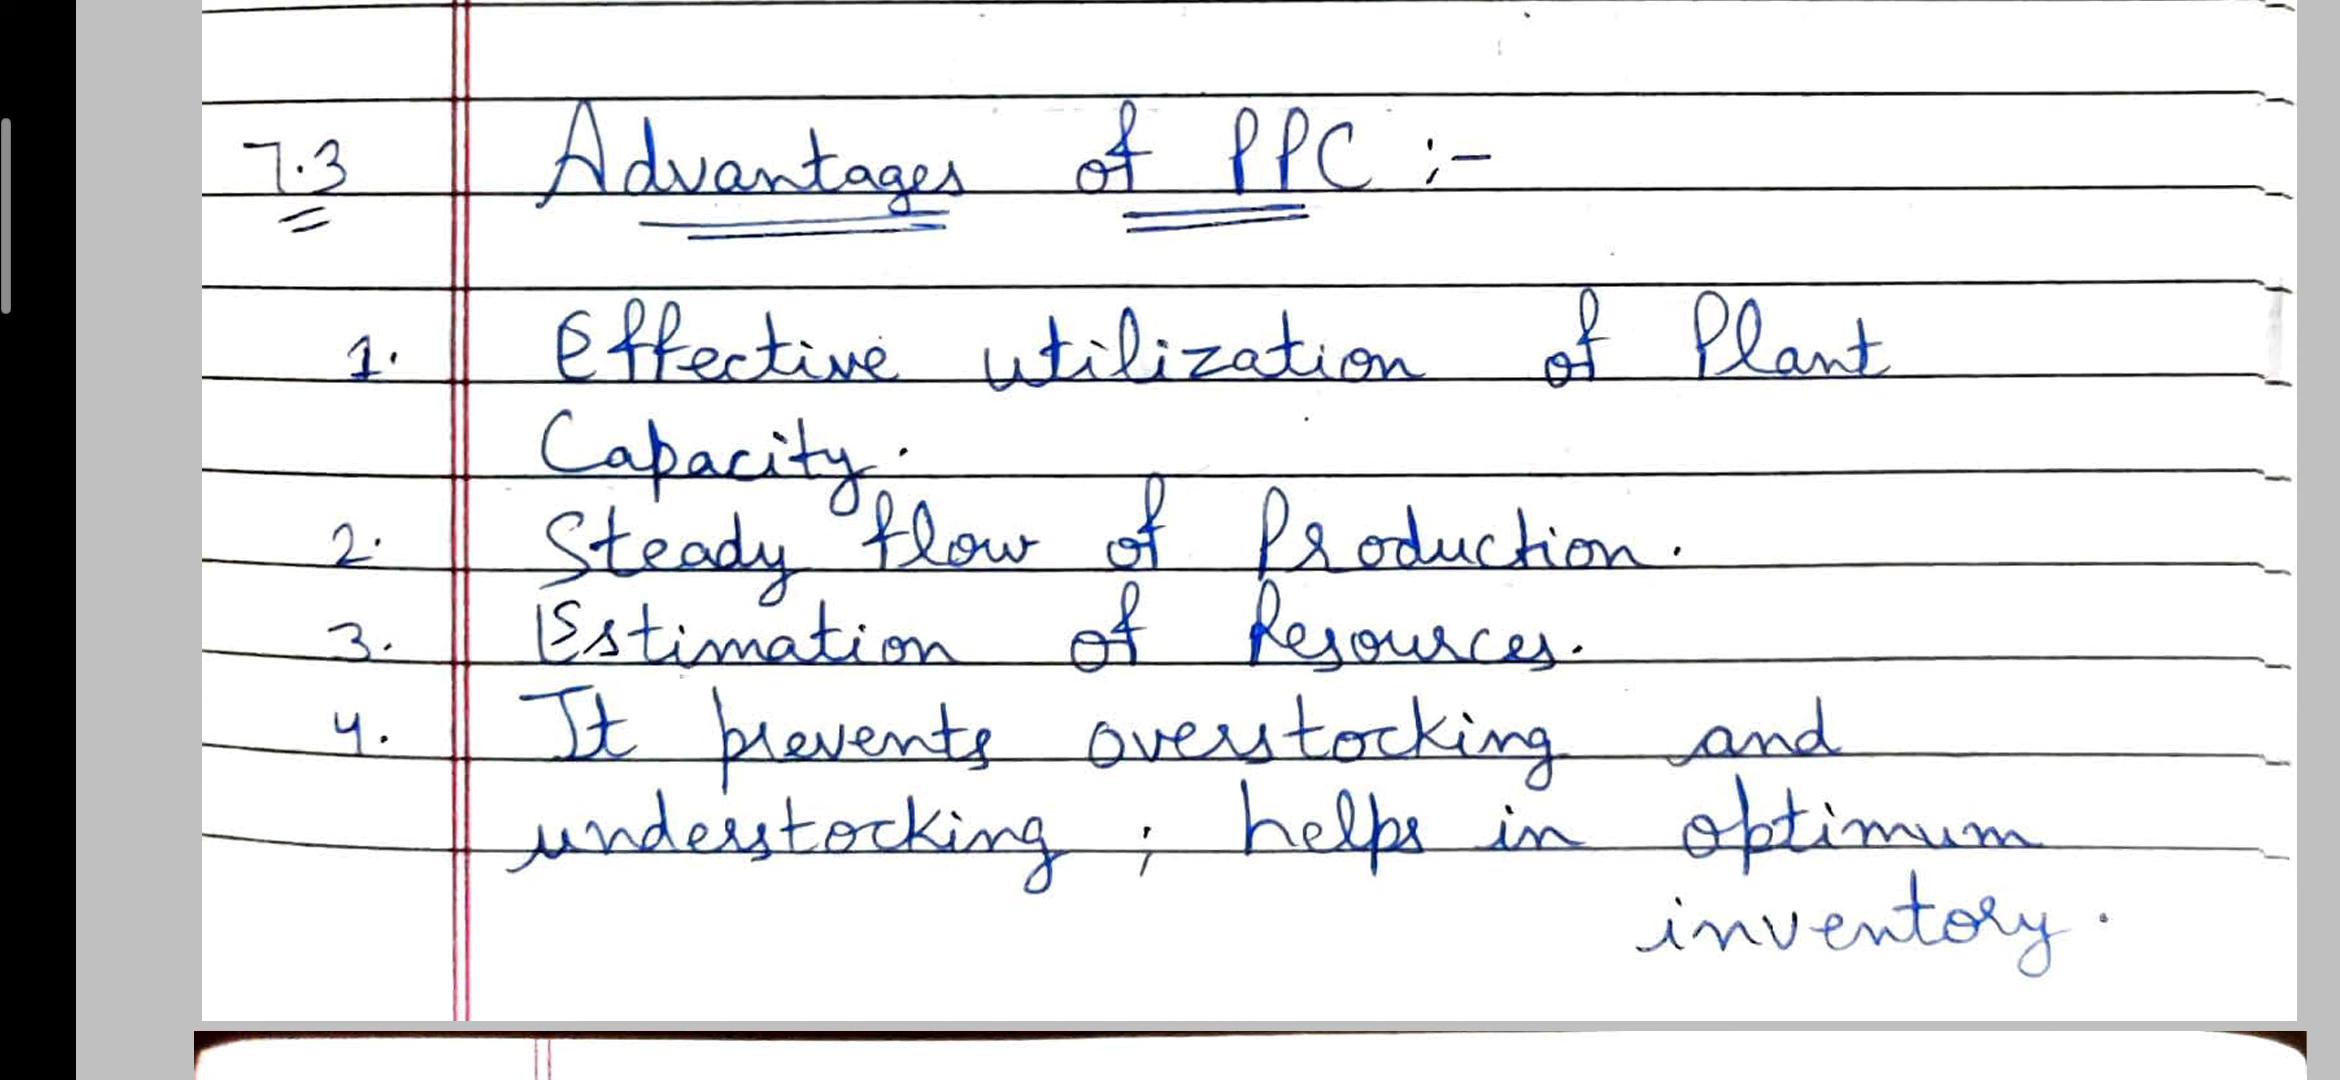 7.3 Advantages of PPC :-
1. Effective utilization of Plant
Capacity.
2. Steady flow of Production.
3. Estimation of Resources.
4. It prevents overstocking and
understocking ; helps in optimum
inventory.